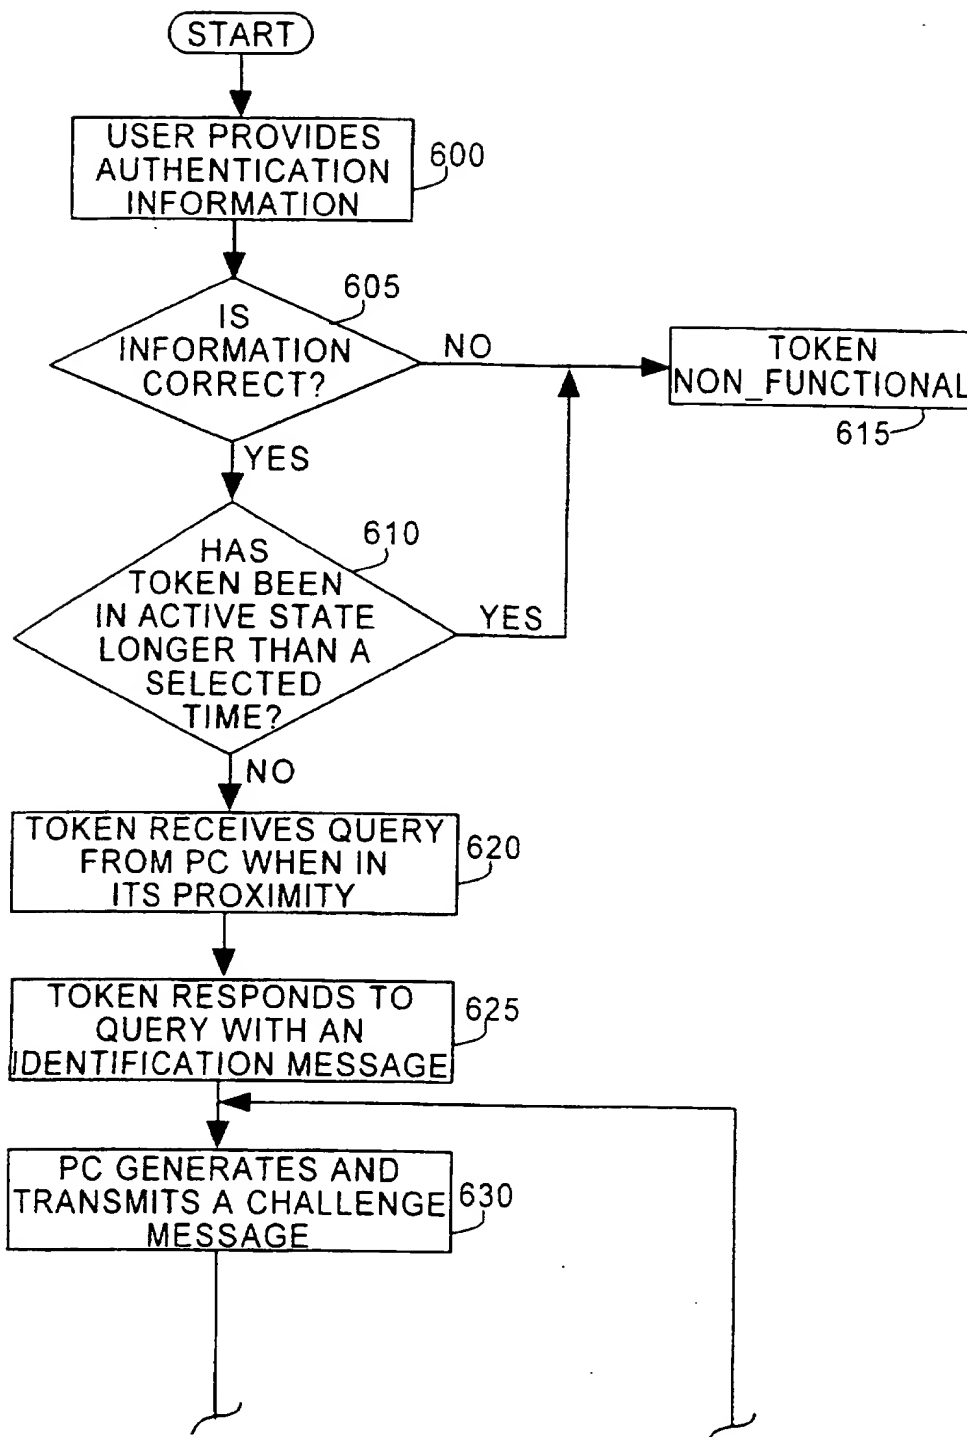 START
USER PROVIDES
AUTHENTICATION
INFORMATION
600
605
IS
INFORMATION
CORRECT?
NO
TOKEN
NON_FUNCTIONAL
615
YES
610
HAS
TOKEN BEEN
IN ACTIVE STATE
LONGER THAN A
SELECTED
TIME?
YES
NO
TOKEN RECEIVES QUERY
FROM PC WHEN IN
ITS PROXIMITY
620
TOKEN RESPONDS TO
QUERY WITH AN
IDENTIFICATION MESSAGE
625
PC GENERATES AND
TRANSMITS A CHALLENGE
MESSAGE
630